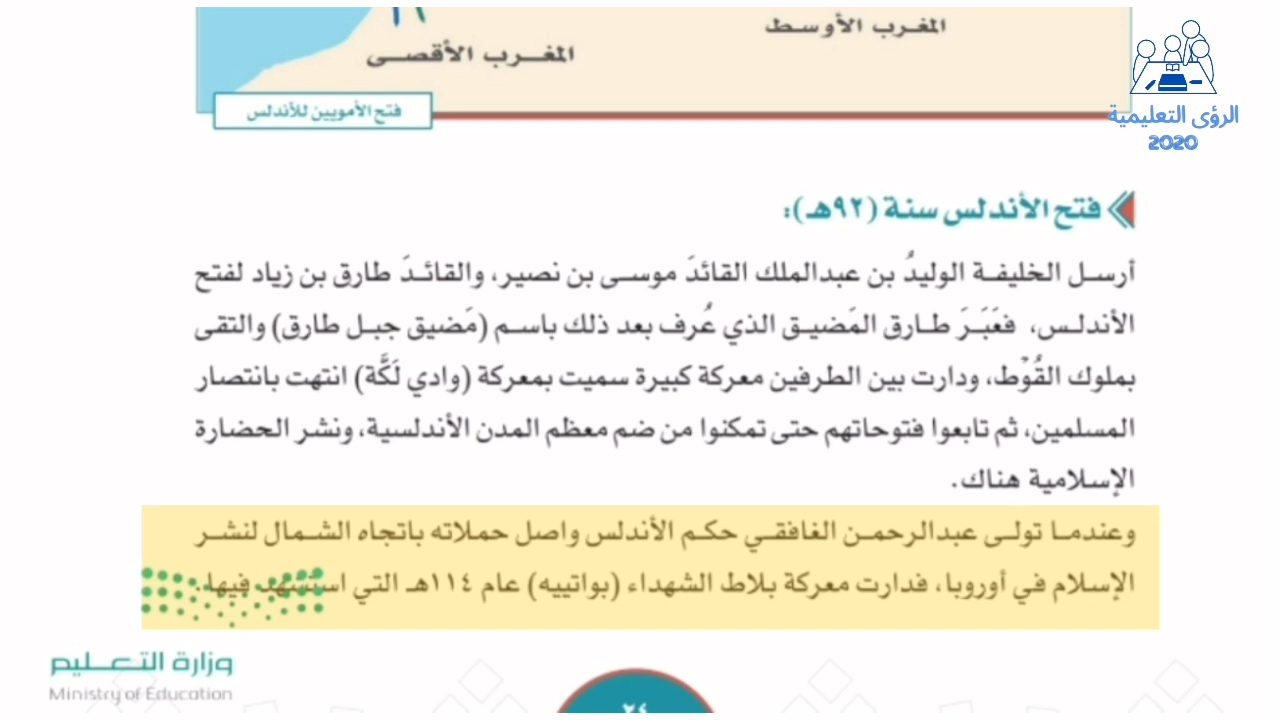 المغرب الأوسط
المغرب الأقصى
فتح الأمويين للأندلس
الرؤى التعليمية
2020
فتح الأندلس سنة (٩٢هـ):
أرسل الخليفة الوليدُ بن عبدالملك القائدَ موسى بن نصير، والقائدَ طارق بن زياد لفتح
الأندلس، فعَبَرَ طارق المَضيق الذي عُرف بعد ذلك باسم (مَضيق جبل طارق) والتقى
بملوك القُوْط، ودارت بين الطرفين معركة كبيرة سميت بمعركة (وادي لَكَّة) انتهت بانتصار
المسلمين، ثم تابعوا فتوحاتهم حتى تمكنوا من ضم معظم المدن الأندلسية، ونشر الحضارة
الإسلامية هناك.
وعندما تولى عبدالرحمن الغافقي حكم الأندلس واصل حملاته باتجاه الشمال لنشر
الإسلام في أوروبا، فدارت معركة بلاط الشهداء (بواتييه) عام ١١٤هـ التي استشهد فيها.
وزارة التعليم
Ministry of Education
٢٤